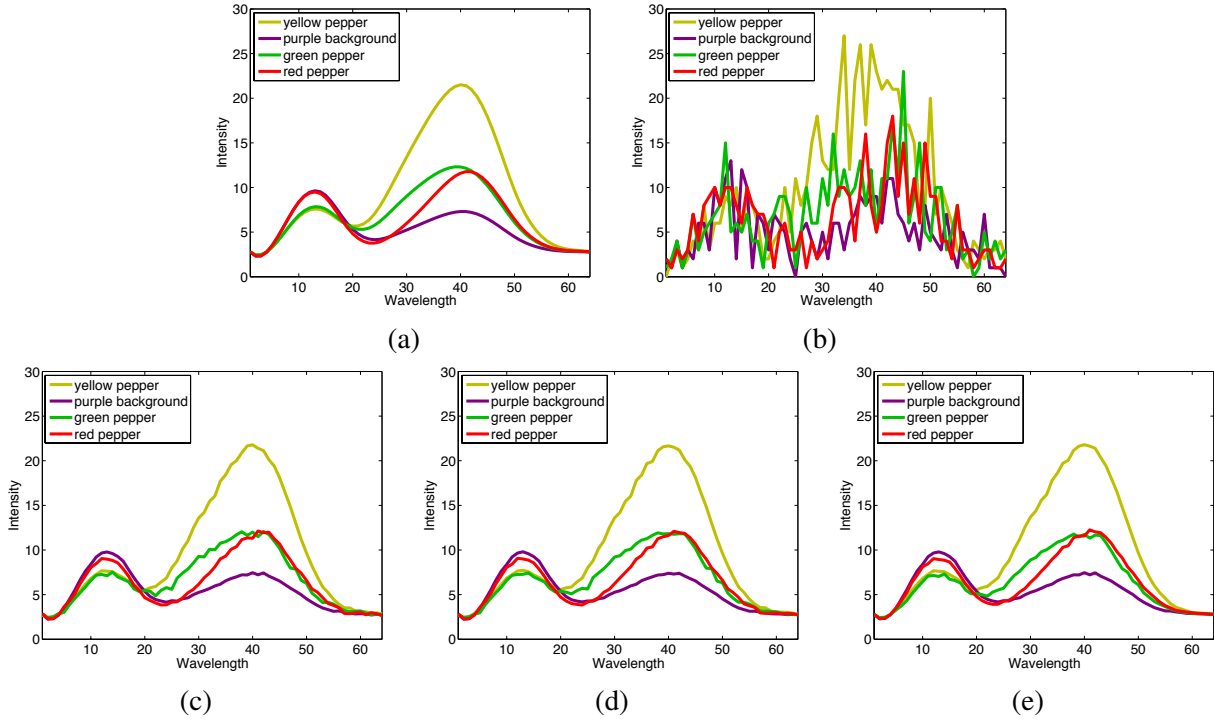 30
25
20
15
10
5
0
Intensity
yellow pepper
purple background
green pepper
red pepper
10 20 30 40 50 60
Wavelength
(a)
30
25
20
15
10
5
0
Intensity
yellow pepper
purple background
green pepper
red pepper
10 20 30 40 50 60
Wavelength
(b)
30
25
20
15
10
5
0
Intensity
yellow pepper
purple background
green pepper
red pepper
10 20 30 40 50 60
Wavelength
(c)
30
25
20
15
10
5
0
Intensity
yellow pepper
purple background
green pepper
red pepper
10 20 30 40 50 60
Wavelength
(d)
30
25
20
15
10
5
0
Intensity
yellow pepper
purple background
green pepper
red pepper
10 20 30 40 50 60
Wavelength
(e)